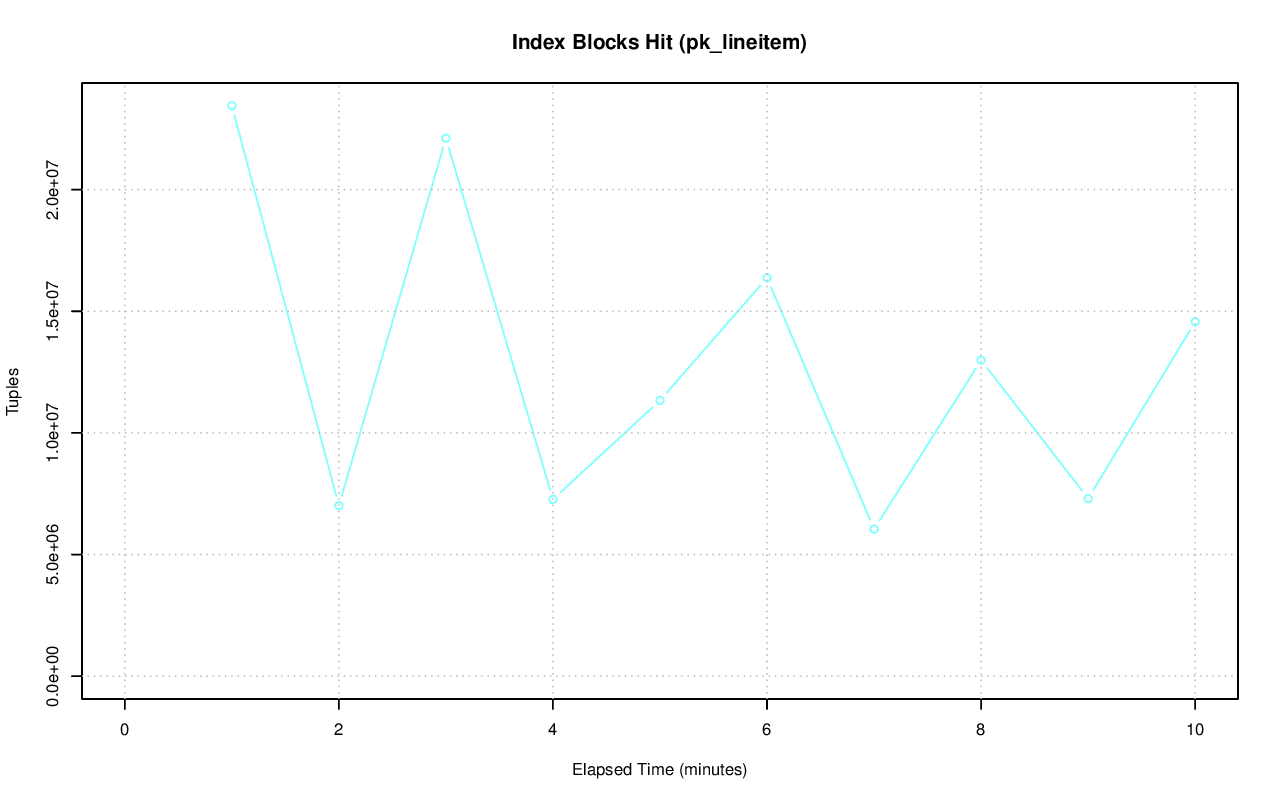 Index Blocks Hit (pk_lineitem)
Tuples
2.0e+07
1.5e+07
1.0e+07
5.0e+06
0.0e+00
0 2 4 6 8 10
Elapsed Time (minutes)